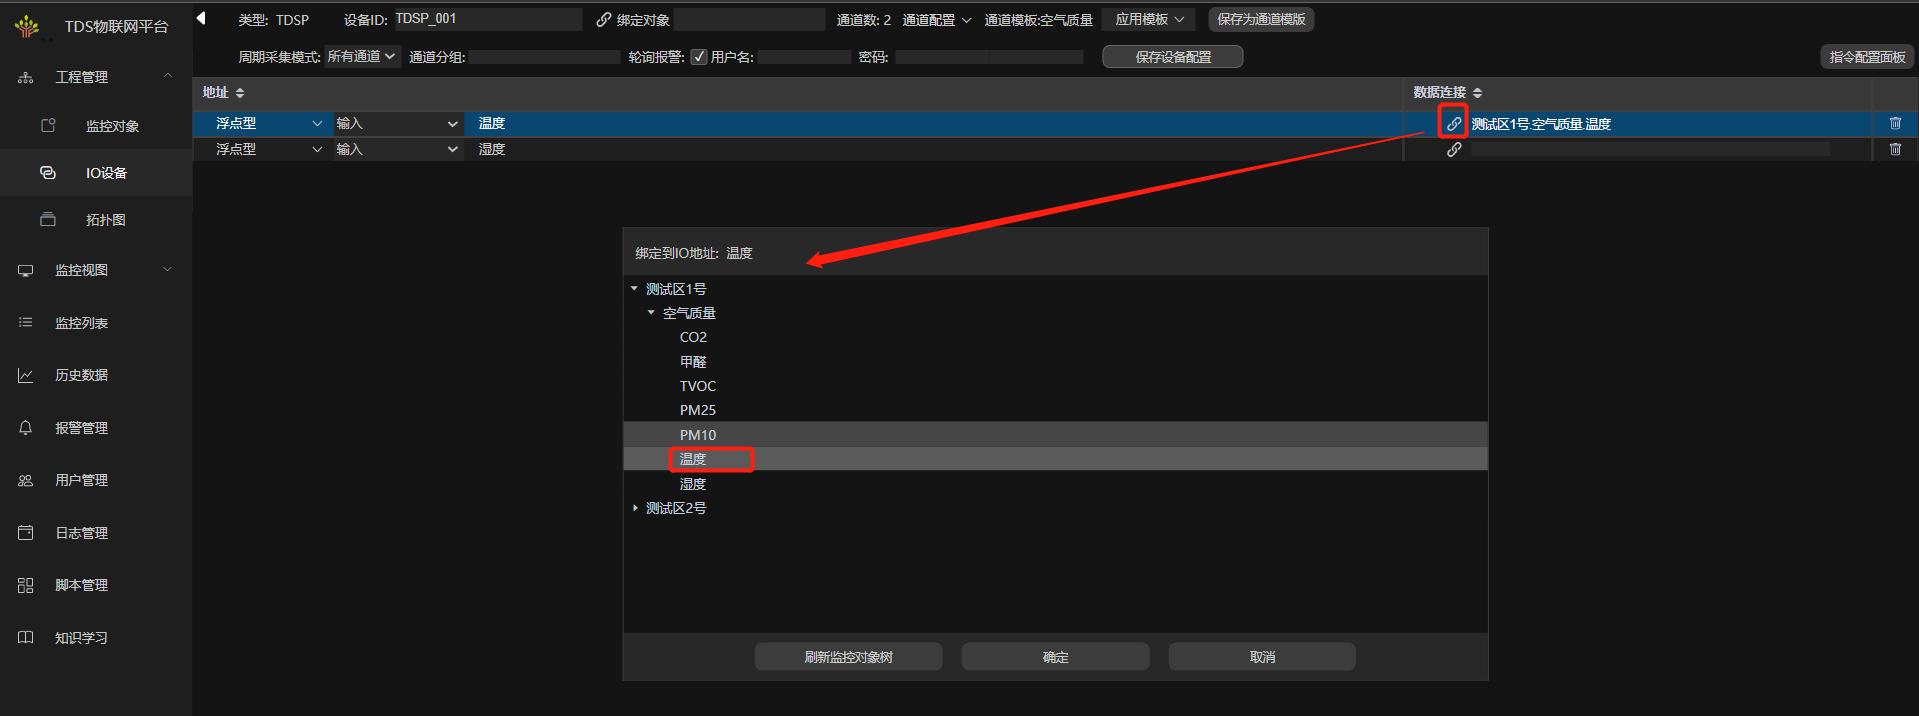 TDS物联网平台
工程管理
监控对象
IO设备
拓扑图
监控视图
监控列表
历史数据
报警管理
用户管理
日志管理
脚本管理
知识学习
类型: TDSP 设备ID: TDSP_001 绑定对象 通道数: 2 通道配置 通道模板:空气质量 应用模板 保存为通道模版
周期采集模式: 所有通道 通道分组: 轮询报警: 用户名: 密码: 保存设备配置 指令配置面板
地址 数据连接
浮点型 输入 温度 测试区1号.空气质量.温度
浮点型 输入 湿度
绑定到IO地址: 温度
测试区1号
空气质量
CO2
甲醛
TVOC
PM25
PM10
温度
湿度
测试区2号
刷新监控对象树 确定 取消